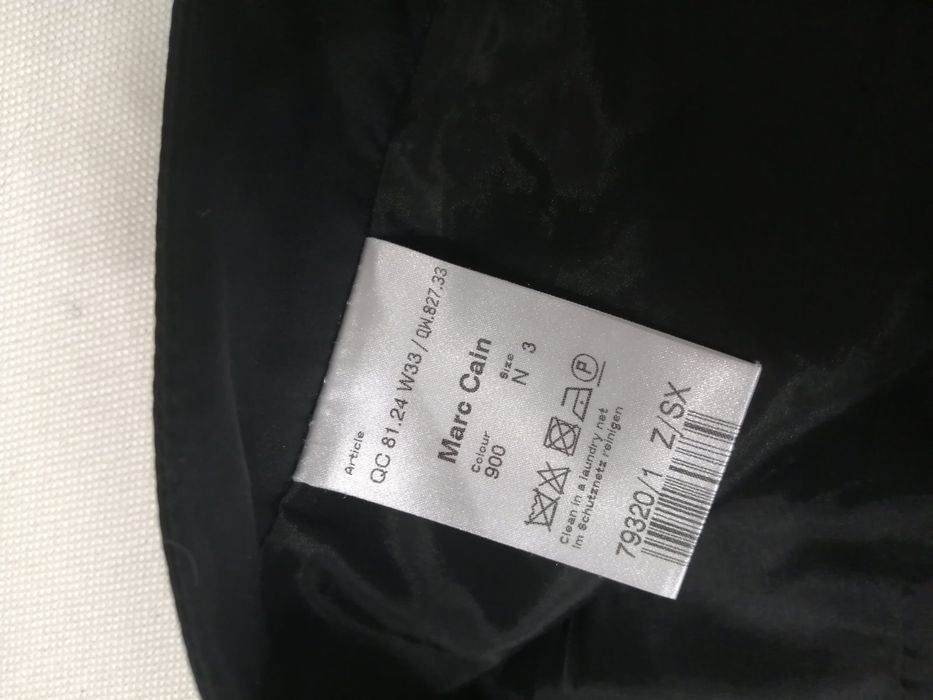 Article
QC 81.24 W33 / QW.827.33
Marc Cain
Colour Size
900 N 3
P
Clean in a laundry net
Im Schutznetz reinigen
79320/1 Z/SX